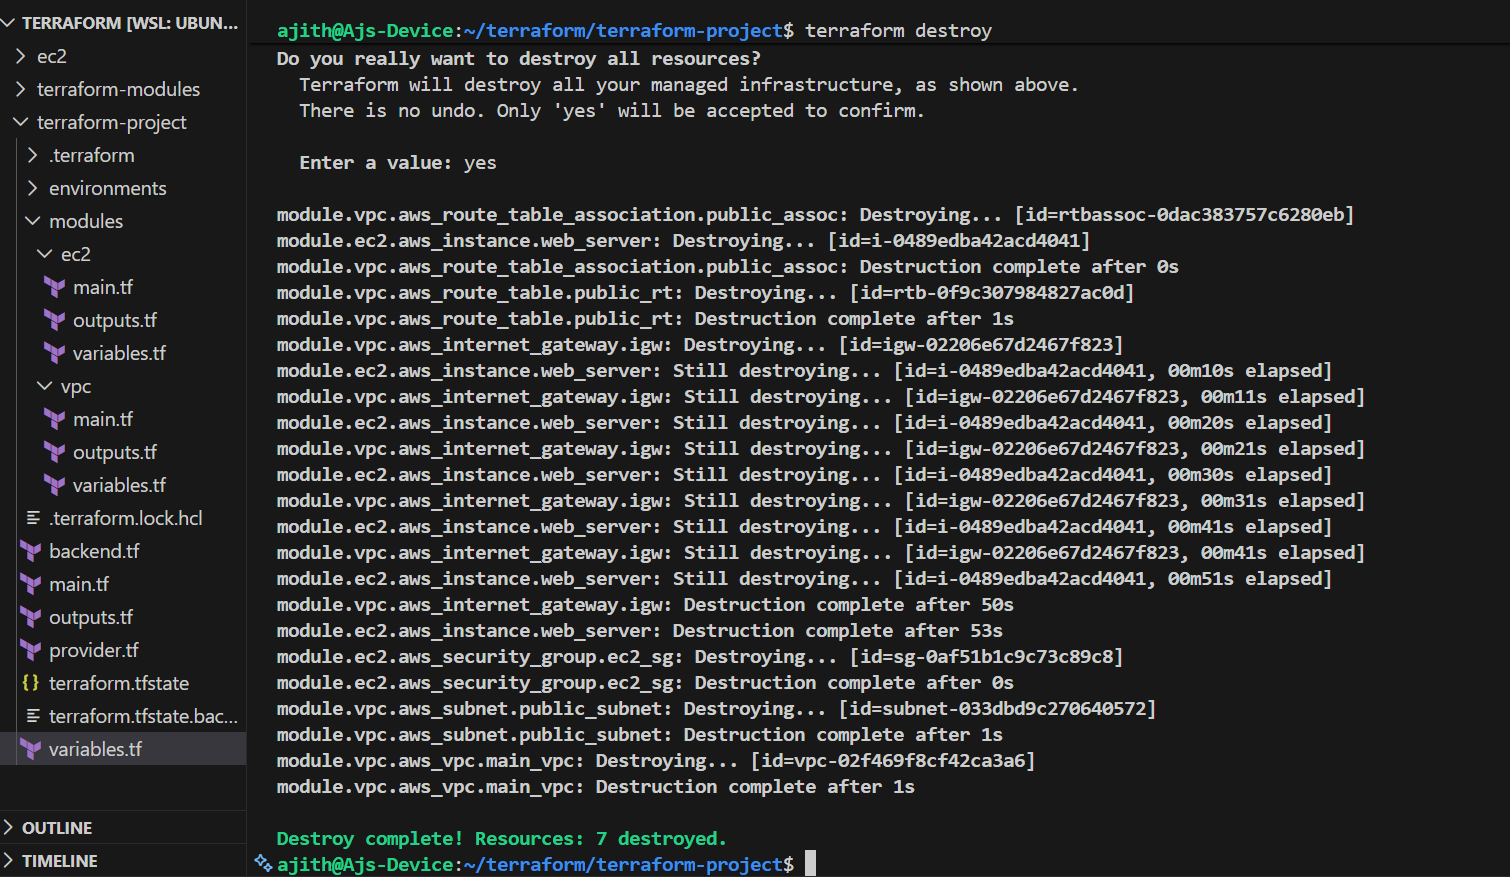 TERRAFORM [WSL: UBUN...
ec2
terraform-modules
terraform-project
.terraform
environments
modules
ec2
main.tf
outputs.tf
variables.tf
vpc
main.tf
outputs.tf
variables.tf
.terraform.lock.hcl
backend.tf
main.tf
outputs.tf
provider.tf
terraform.tfstate
terraform.tfstate.bac...
variables.tf
OUTLINE
TIMELINE
ajith@Ajs-Device:~/terraform/terraform-project$ terraform destroy
Do you really want to destroy all resources?
  Terraform will destroy all your managed infrastructure, as shown above.
  There is no undo. Only 'yes' will be accepted to confirm.
  Enter a value: yes
module.vpc.aws_route_table_association.public_assoc: Destroying... [id=rtbassoc-0dac383757c6280eb]
module.ec2.aws_instance.web_server: Destroying... [id=i-0489edba42acd4041]
module.vpc.aws_route_table_association.public_assoc: Destruction complete after 0s
module.vpc.aws_route_table.public_rt: Destroying... [id=rtb-0f9c307984827ac0d]
module.vpc.aws_route_table.public_rt: Destruction complete after 1s
module.vpc.aws_internet_gateway.igw: Destroying... [id=igw-02206e67d2467f823]
module.ec2.aws_instance.web_server: Still destroying... [id=i-0489edba42acd4041, 00m10s elapsed]
module.vpc.aws_internet_gateway.igw: Still destroying... [id=igw-02206e67d2467f823, 00m11s elapsed]
module.ec2.aws_instance.web_server: Still destroying... [id=i-0489edba42acd4041, 00m20s elapsed]
module.vpc.aws_internet_gateway.igw: Still destroying... [id=igw-02206e67d2467f823, 00m21s elapsed]
module.ec2.aws_instance.web_server: Still destroying... [id=i-0489edba42acd4041, 00m30s elapsed]
module.vpc.aws_internet_gateway.igw: Still destroying... [id=igw-02206e67d2467f823, 00m31s elapsed]
module.ec2.aws_instance.web_server: Still destroying... [id=i-0489edba42acd4041, 00m41s elapsed]
module.vpc.aws_internet_gateway.igw: Still destroying... [id=igw-02206e67d2467f823, 00m41s elapsed]
module.ec2.aws_instance.web_server: Still destroying... [id=i-0489edba42acd4041, 00m51s elapsed]
module.vpc.aws_internet_gateway.igw: Destruction complete after 50s
module.ec2.aws_instance.web_server: Destruction complete after 53s
module.ec2.aws_security_group.ec2_sg: Destroying... [id=sg-0af51b1c9c73c89c8]
module.ec2.aws_security_group.ec2_sg: Destruction complete after 0s
module.vpc.aws_subnet.public_subnet: Destroying... [id=subnet-033dbd9c270640572]
module.vpc.aws_subnet.public_subnet: Destruction complete after 1s
module.vpc.aws_vpc.main_vpc: Destroying... [id=vpc-02f469f8cf42ca3a6]
module.vpc.aws_vpc.main_vpc: Destruction complete after 1s
Destroy complete! Resources: 7 destroyed.
ajith@Ajs-Device:~/terraform/terraform-project$